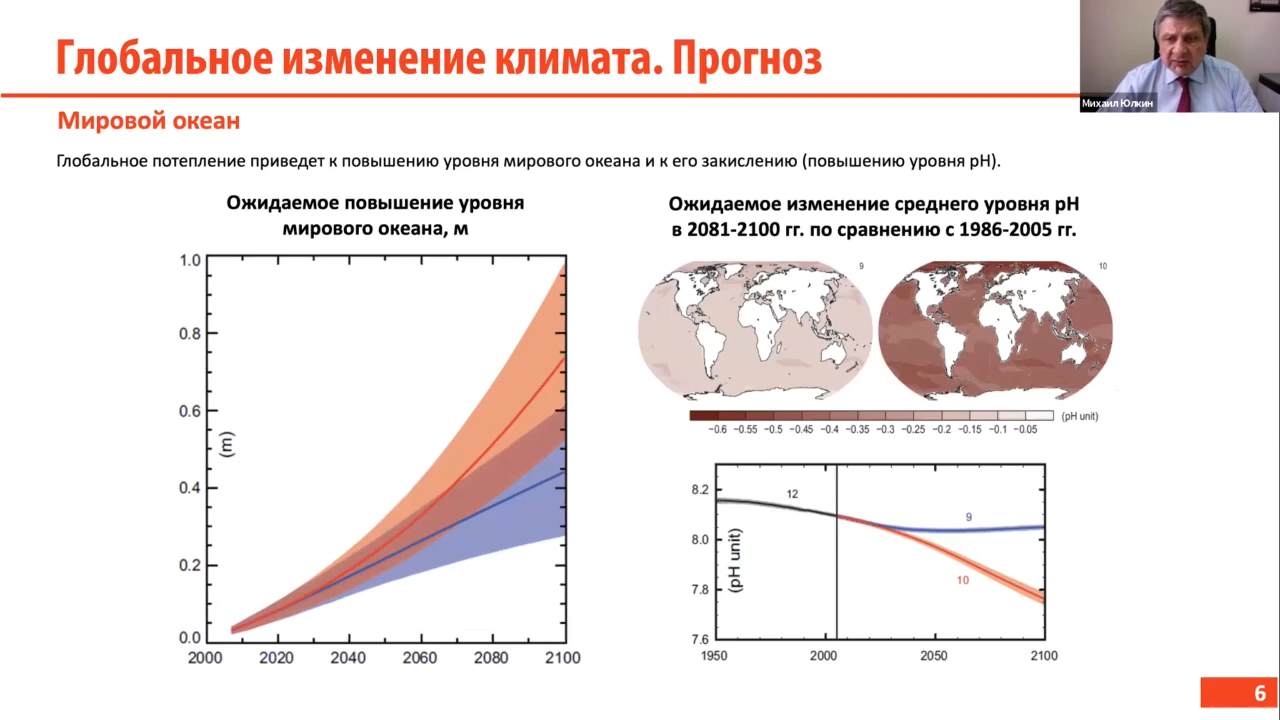 Глобальное изменение климата. Прогноз
Михаил Юлкин
Мировой океан
Глобальное потепление приведет к повышению уровня мирового океана и к его закислению (повышению уровня pH).
Ожидаемое повышение уровня
мирового океана, м
1.0
0.8
0.6
0.4
0.2
0.0
(m)
2000 2020 2040 2060 2080 2100
Ожидаемое изменение среднего уровня pH
в 2081-2100 гг. по сравнению с 1986-2005 гг.
9
10
(pH unit)
−0.6 −0.55 −0.5 −0.45 −0.4 −0.35 −0.3 −0.25 −0.2 −0.15 −0.1 −0.05
8.2
8.0
7.8
7.6
(pH unit)
12
9
10
1950 2000 2050 2100
6